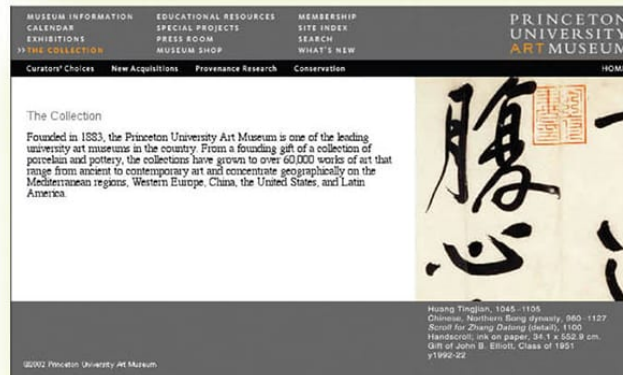 MUSEUM INFORMATION
CALENDAR
EXHIBITIONS
>> THE COLLECTION
EDUCATIONAL RESOURCES
SPECIAL PROJECTS
PRESS ROOM
MUSEUM SHOP
MEMBERSHIP
SITE INDEX
SEARCH
WHAT'S NEW
PRINCETON
UNIVERSITY
ART MUSEUM
Curators' Choices New Acquisitions Provenance Research Conservation HOM
The Collection
Founded in 1883, the Princeton University Art Museum is one of the leading
university art museums in the country. From a founding gift of a collection of
porcelain and pottery, the collections have grown to over 60,000 works of art that
range from ancient to contemporary art and concentrate geographically on the
Mediterranean regions, Western Europe, China, the United States, and Latin
America.
腹
心
Huang Tingjian, 1045–1105
Chinese, Northern Song dynasty, 960–1127
Scroll for Zhang Datong (detail), 1100
Handscroll; ink on paper, 34.1 x 552.9 cm.
Gift of John B. Elliott, Class of 1951
y1992-22
©2002 Princeton University Art Museum